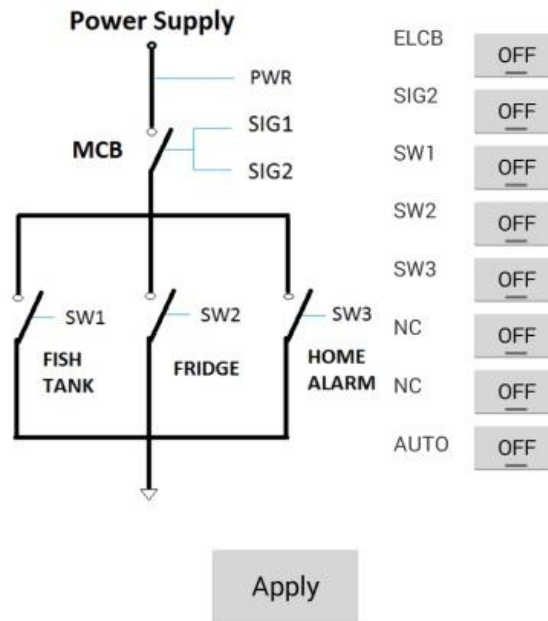 Power Supply
PWR
SIG1
MCB
SIG2
SW1
SW2
SW3
FISH
TANK
FRIDGE
HOME
ALARM
ELCB OFF
SIG2 OFF
SW1 OFF
SW2 OFF
SW3 OFF
NC OFF
NC OFF
AUTO OFF
Apply